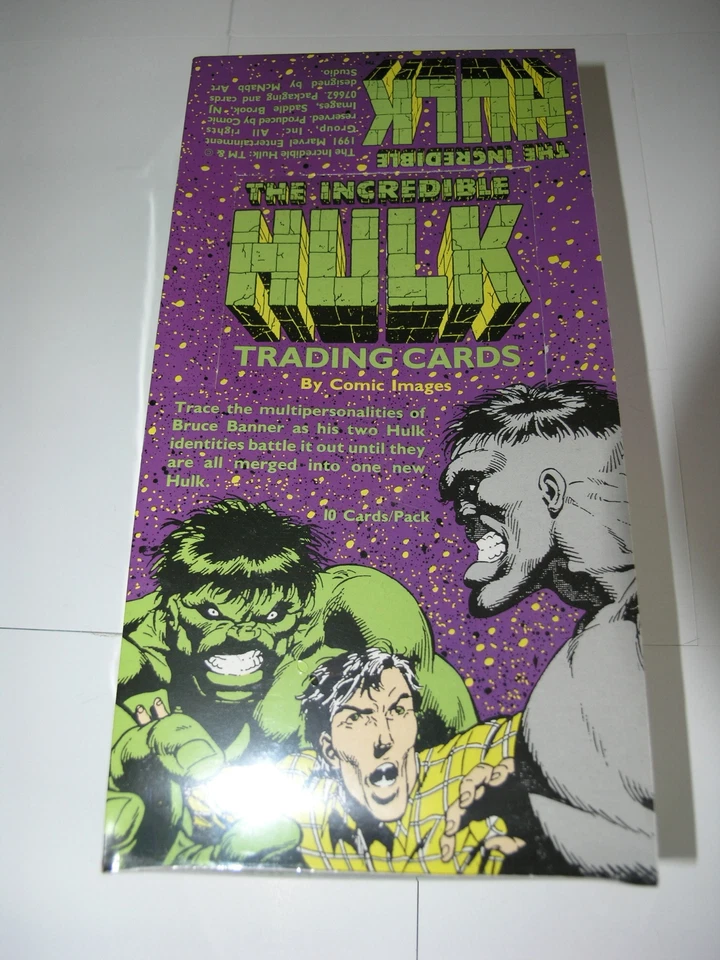 The Incredible Hulk: TM & ©
1991 Marvel Entertainment
Group, Inc. All rights
reserved. Produced by Comic
Images, Saddle Brook, NJ
07662. Packaging and cards
designed by McNabb Art
Studio.
THE INCREDIBLE
HULK
THE INCREDIBLE
HULK™
TRADING CARDS
By Comic Images
Trace the multipersonalities of
Bruce Banner as his two Hulk
identities battle it out until they
are all merged into one new
Hulk.
10 Cards/Pack